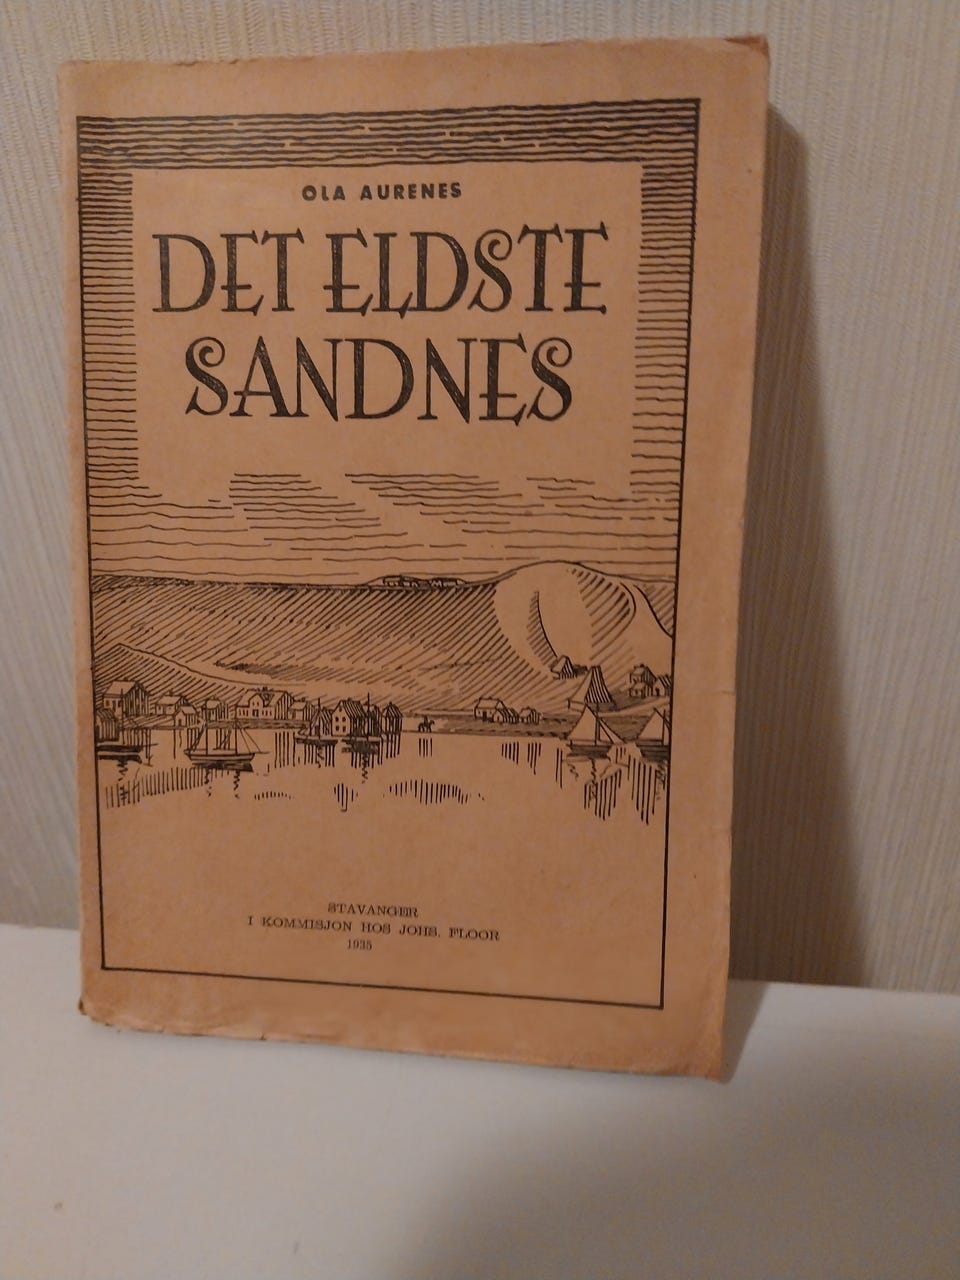 OLA AURENES
DET ELDSTE
SANDNES
STAVANGER
I KOMMISJON HOS JOHS. FLOOR
1935